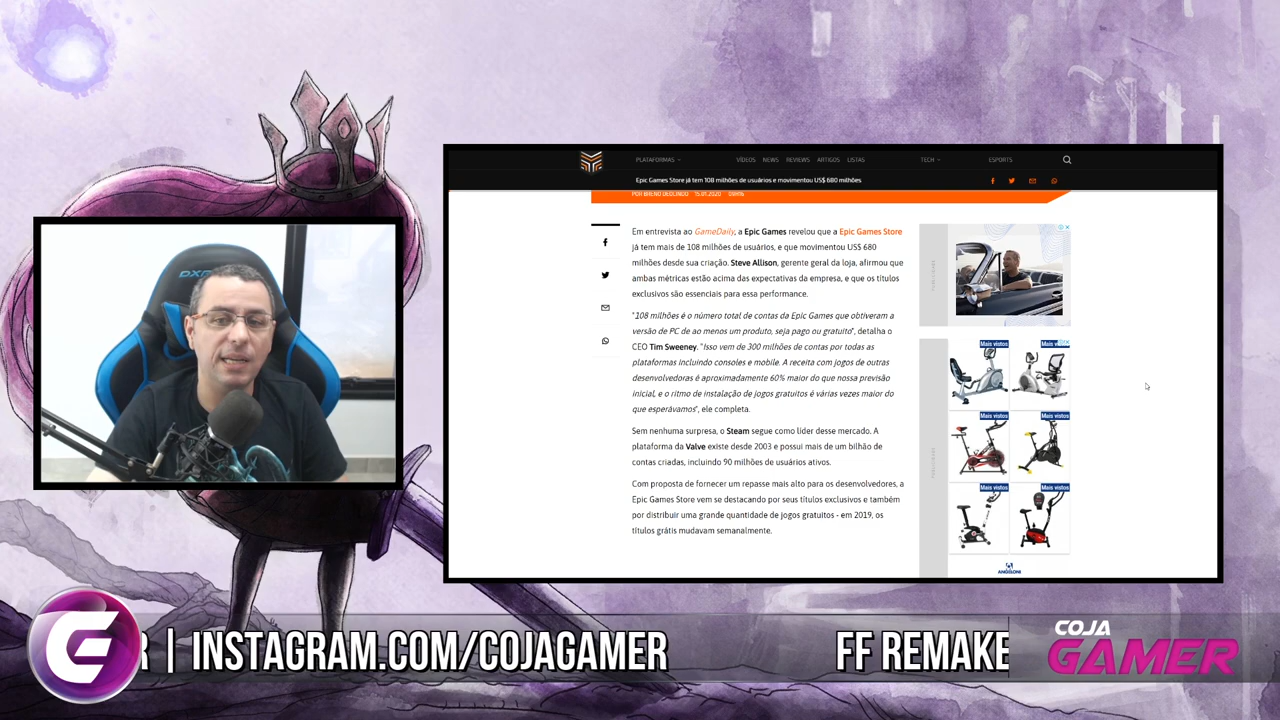 PLATAFORMAS
VÍDEOS NEWS REVIEWS ARTIGOS LISTAS
TECH
ESPORTS
Epic Games Store já tem 108 milhões de usuários e movimentou US$ 680 milhões
POR BRENO DEOLINDO 15.01.2020
Em entrevista ao GameDaily, a Epic Games revelou que a Epic Games Store
já tem mais de 108 milhões de usuários, e que movimentou US$ 680
milhões desde sua criação. Steve Allison, gerente geral da loja, afirmou que
ambas métricas estão acima das expectativas da empresa, e que os títulos
exclusivos são essenciais para essa performance.
"108 milhões é o número total de contas da Epic Games que obtiveram a
versão de PC de ao menos um produto, seja pago ou gratuito", detalha o
CEO Tim Sweeney. "Isso vem de 300 milhões de contas por todas as
plataformas incluindo consoles e mobile. A receita com jogos de outras
desenvolvedoras é aproximadamente 60% maior do que nossa previsão
inicial, e o ritmo de instalação de jogos gratuitos é várias vezes maior do
que esperávamos", ele completa.
Sem nenhuma surpresa, o Steam segue como líder desse mercado. A
plataforma da Valve existe desde 2003 e possui mais de um bilhão de
contas criadas, incluindo 90 milhões de usuários ativos.
Com proposta de fornecer um repasse mais alto para os desenvolvedores, a
Epic Games Store vem se destacando por seus títulos exclusivos e também
por distribuir uma grande quantidade de jogos gratuitos - em 2019, os
títulos grátis mudavam semanalmente.
PUBLICIDADE
PUBLICIDADE
Mais vistos
Mais vistos
Mais vistos
Mais vistos
Mais vistos
Mais vistos
ANGELONI
DXR
R | INSTAGRAM.COM/COJAGAMER
FF REMAKE
COJA
GAMER